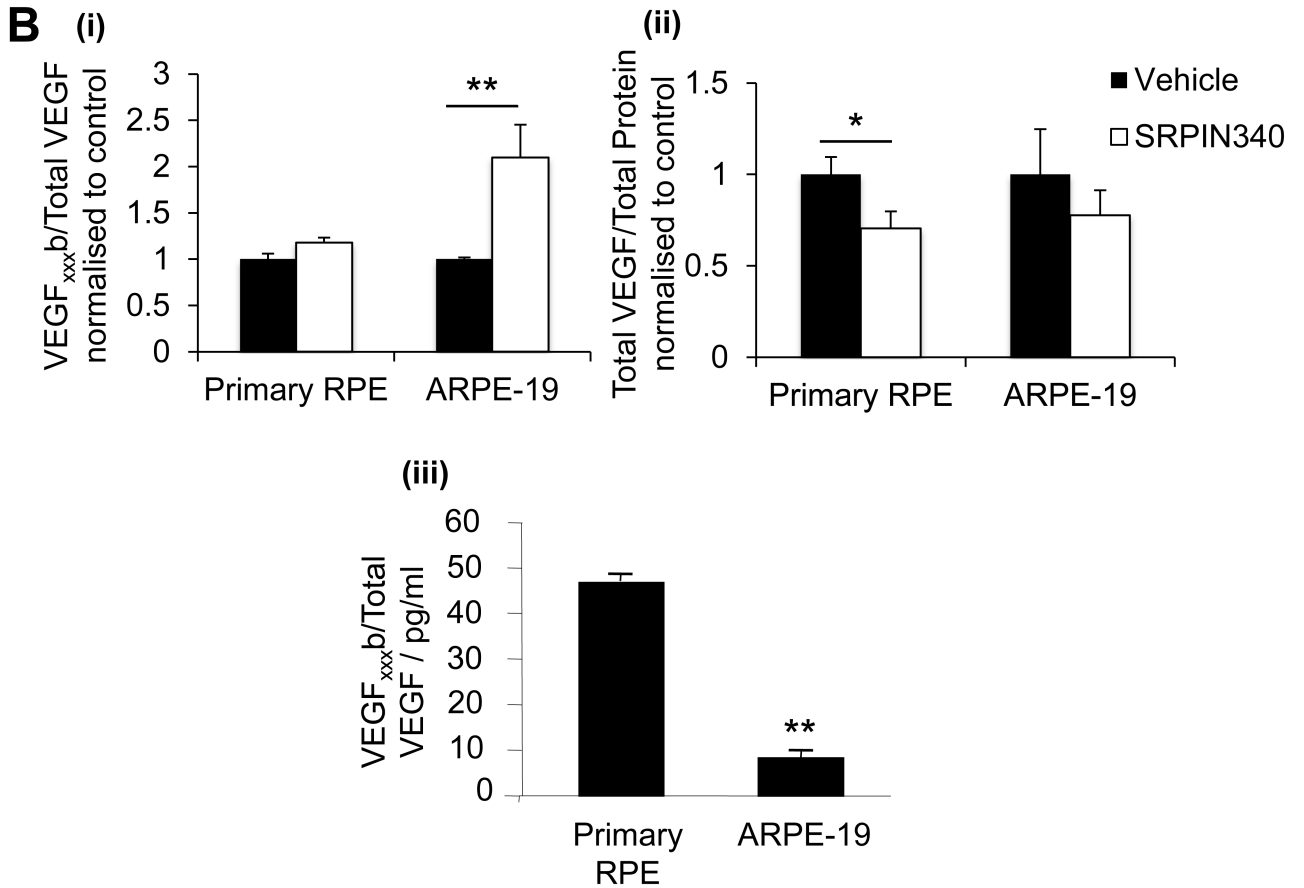 B (i)
VEGFxxxb/Total VEGF
normalised to control
3
2.5
2
1.5
1
0.5
0
**
Primary RPE ARPE-19
(ii)
Total VEGF/Total Protein
normalised to control
1.5
1
0.5
0
*
Primary RPE ARPE-19
Vehicle
SRPIN340
(iii)
VEGFxxxb/Total
VEGF / pg/ml
60
50
40
30
20
10
0
**
Primary
RPE
ARPE-19